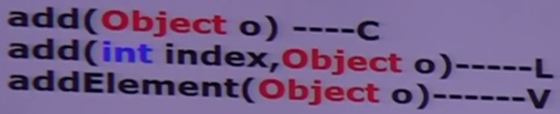 add(Object o) ----C
add(int index,Object o)-----L
addElement(Object o)------V